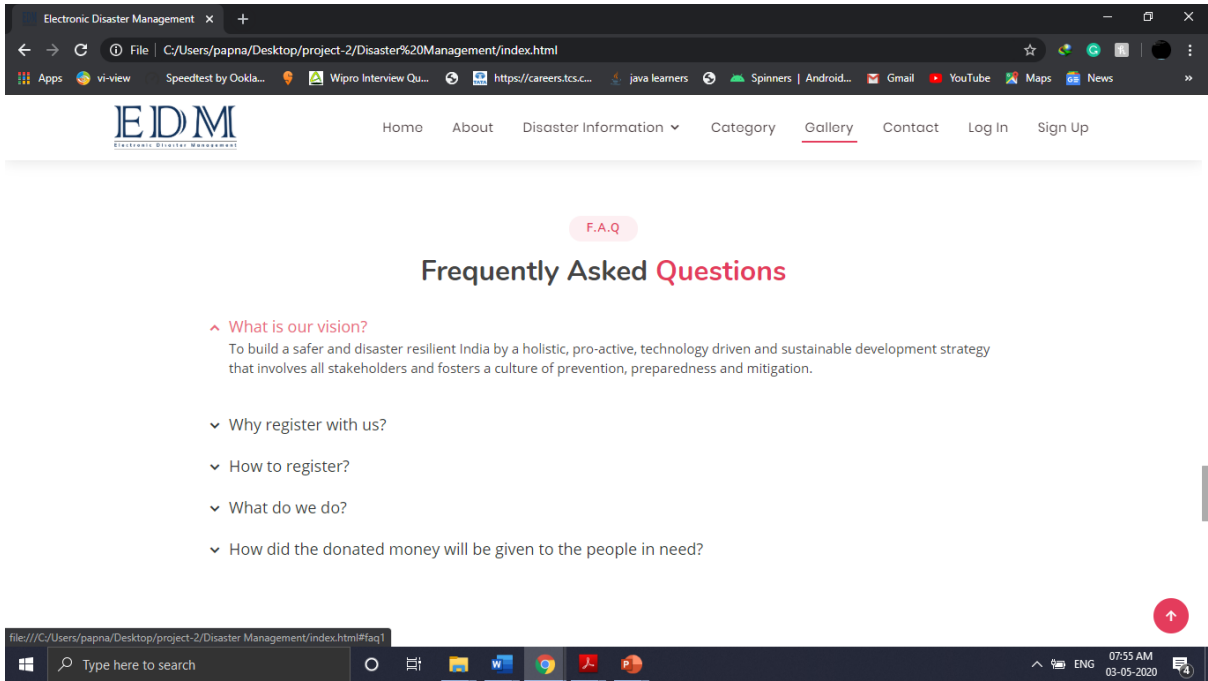 Electronic Disaster Management
File C:/Users/papna/Desktop/project-2/Disaster%20Management/index.html
Apps vi-view Speedtest by Ookla... Wipro Interview Qu... https://careers.tcs.c... java learners Spinners | Android... Gmail YouTube Maps News
EDM
Electronic Disaster Management
Home About Disaster Information Category Gallery Contact Log In Sign Up
F.A.Q
Frequently Asked Questions
What is our vision?
To build a safer and disaster resilient India by a holistic, pro-active, technology driven and sustainable development strategy
that involves all stakeholders and fosters a culture of prevention, preparedness and mitigation.
Why register with us?
How to register?
What do we do?
How did the donated money will be given to the people in need?
file:///C:/Users/papna/Desktop/project-2/Disaster Management/index.html#faq1
Type here to search
ENG
07:55 AM
03-05-2020
4